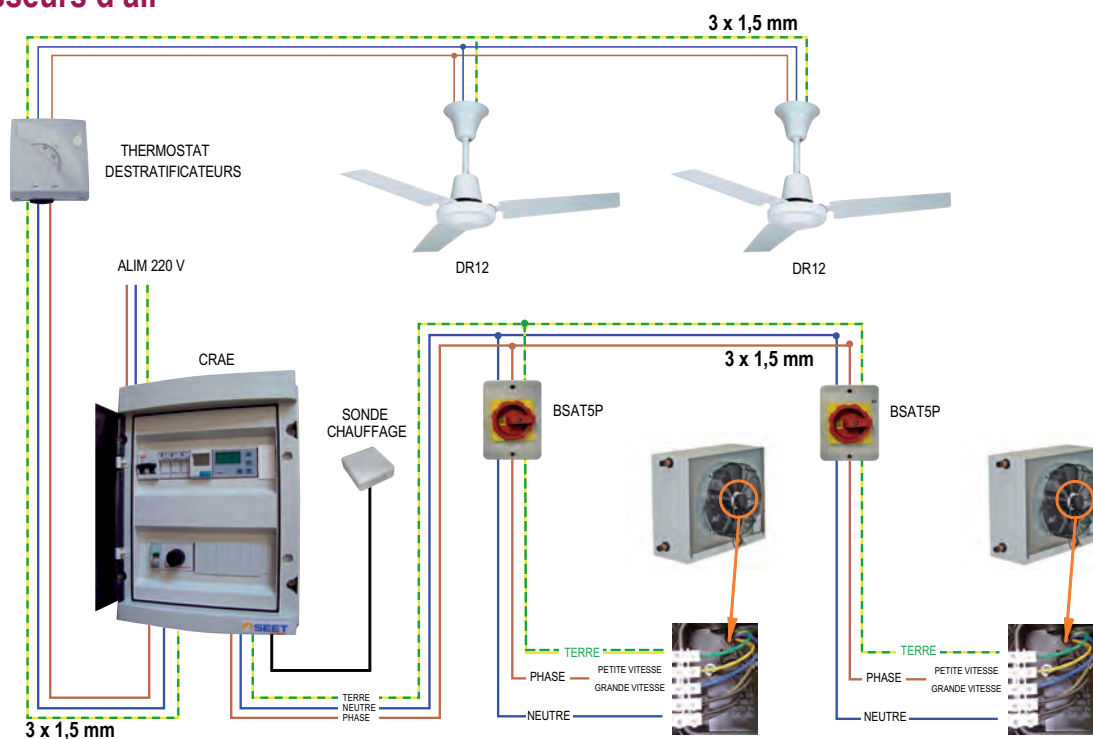 sseurs d'air
3 x 1,5 mm
THERMOSTAT
DESTRATIFICATEURS
DR12
DR12
ALIM 220 V
3 x 1,5 mm
CRAE
SONDE
CHAUFFAGE
BSAT5P
BSAT5P
SEET
TERRE
PHASE
PETITE VITESSE
GRANDE VITESSE
NEUTRE
TERRE
PHASE
PETITE VITESSE
GRANDE VITESSE
NEUTRE
TERRE
NEUTRE
PHASE
3 x 1,5 mm